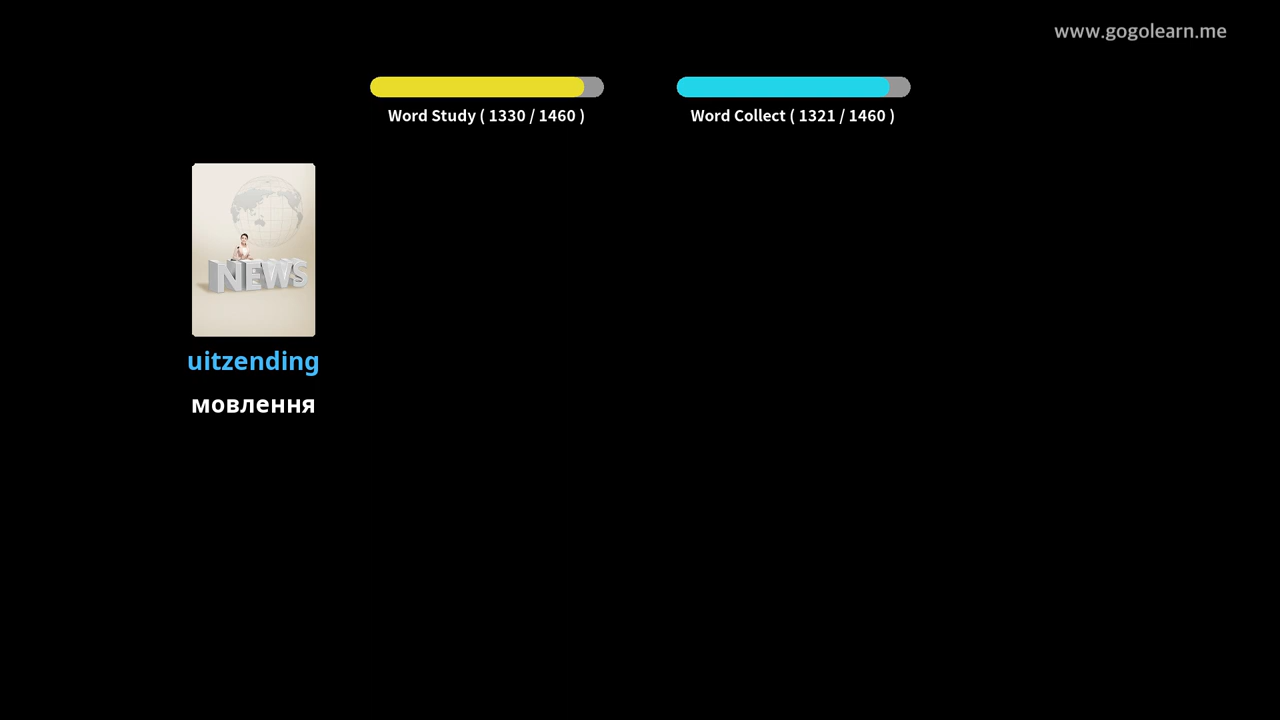 www.gogolearn.me
Word Study ( 1330 / 1460 )
Word Collect ( 1321 / 1460 )
NEWS
uitzending
мовлення